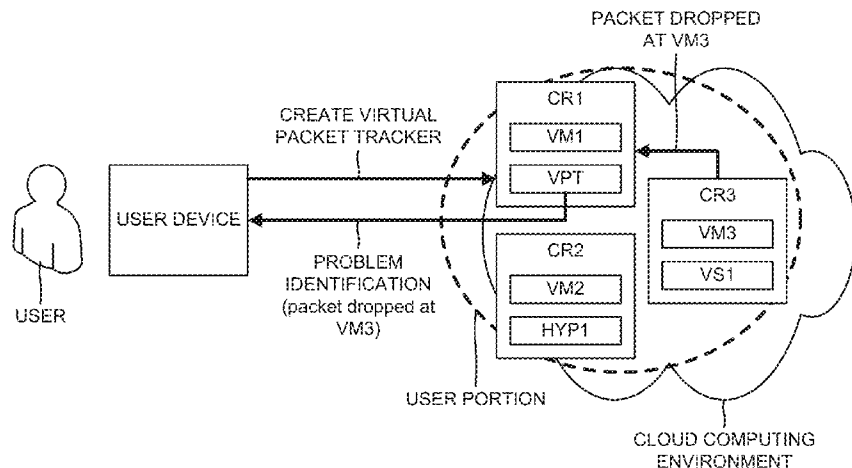 PACKET DROPPED
AT VM3
CREATE VIRTUAL
PACKET TRACKER
CR1
VM1
VPT
USER DEVICE
CR3
VM3
VS1
CR2
VM2
HYP1
PROBLEM
IDENTIFICATION
(packet dropped at
VM3)
USER
USER PORTION
CLOUD COMPUTING
ENVIRONMENT